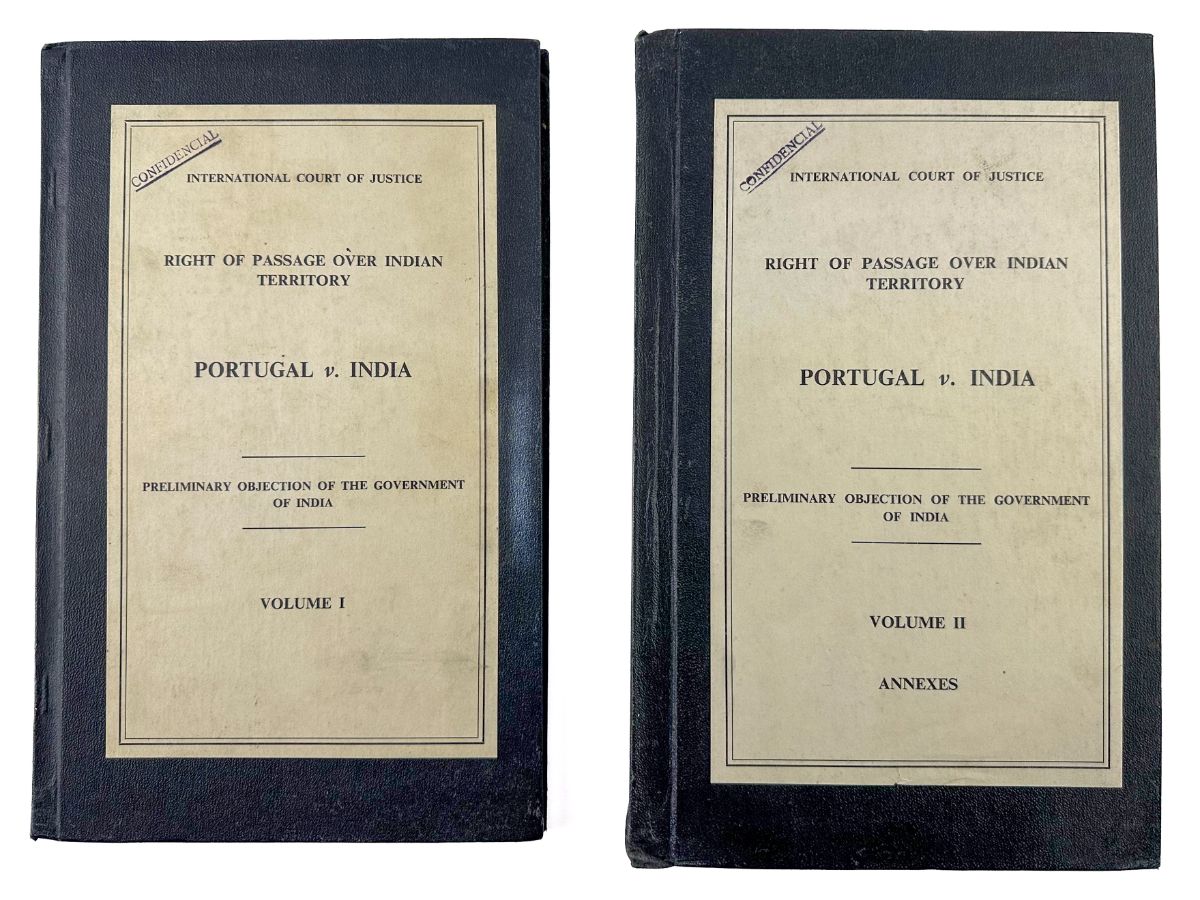 CONFIDENCIAL
INTERNATIONAL COURT OF JUSTICE
RIGHT OF PASSAGE OVER INDIAN
TERRITORY
PORTUGAL v. INDIA
PRELIMINARY OBJECTION OF THE GOVERNMENT
OF INDIA
VOLUME I
CONFIDENCIAL
INTERNATIONAL COURT OF JUSTICE
RIGHT OF PASSAGE OVER INDIAN
TERRITORY
PORTUGAL v. INDIA
PRELIMINARY OBJECTION OF THE GOVERNMENT
OF INDIA
VOLUME II
ANNEXES